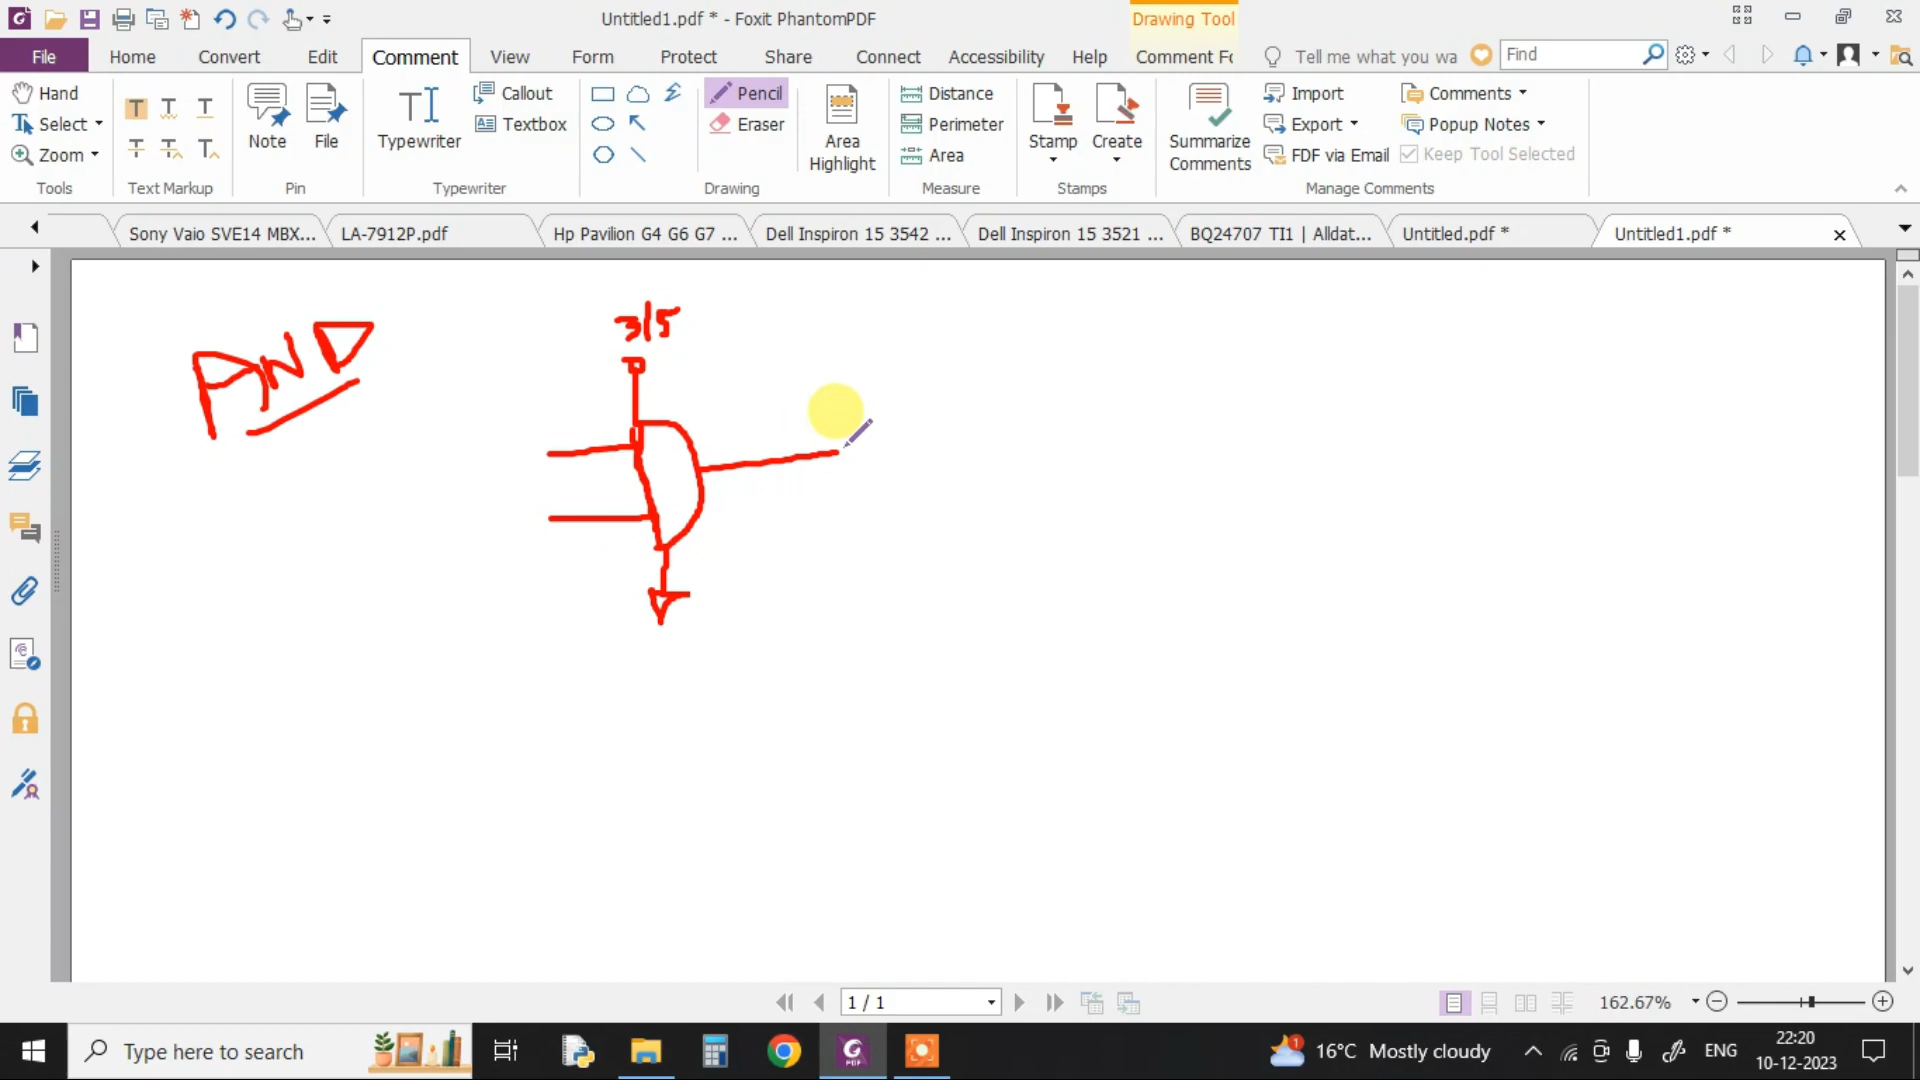 Untitled1.pdf * - Foxit PhantomPDF
Drawing Tool
File
Home
Convert
Edit
Comment
View
Form
Protect
Share
Connect
Accessibility
Help
Comment Fo
Tell me what you wa
Find
Hand
Select
Zoom
Tools
Text Markup
Note
File
Pin
Typewriter
Callout
Textbox
Typewriter
Pencil
Eraser
Drawing
Area
Highlight
Distance
Perimeter
Area
Measure
Stamp
Create
Stamps
Summarize
Comments
Import
Export
FDF via Email
Comments
Popup Notes
Keep Tool Selected
Manage Comments
Sony Vaio SVE14 MBX...
LA-7912P.pdf
Hp Pavilion G4 G6 G7 ...
Dell Inspiron 15 3542 ...
Dell Inspiron 15 3521 ...
BQ24707 TI1 | Alldat...
Untitled.pdf *
Untitled1.pdf *
AND
3/5
1 / 1
162.67%
Type here to search
16°C Mostly cloudy
ENG
22:20
10-12-2023